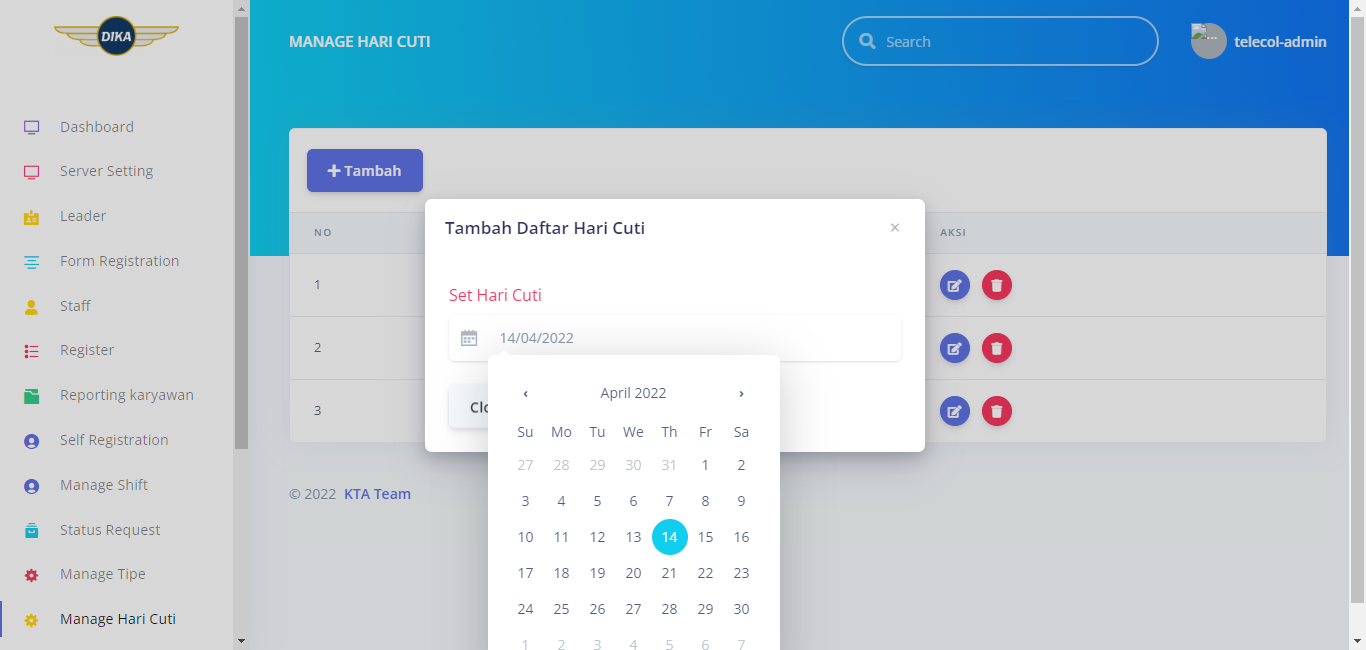 DIKA
MANAGE HARI CUTI
Search
telecol-admin
Dashboard
Server Setting
Leader
Form Registration
Staff
Register
Reporting karyawan
Self Registration
Manage Shift
Status Request
Manage Tipe
Manage Hari Cuti
Tambah
NO
AKSI
1
2
3
Tambah Daftar Hari Cuti
×
Set Hari Cuti
14/04/2022
‹ April 2022 ›
Su Mo Tu We Th Fr Sa
27 28 29 30 31 1 2
3 4 5 6 7 8 9
10 11 12 13 14 15 16
17 18 19 20 21 22 23
24 25 26 27 28 29 30
1 2 3 4 5 6 7
© 2022 KTA Team